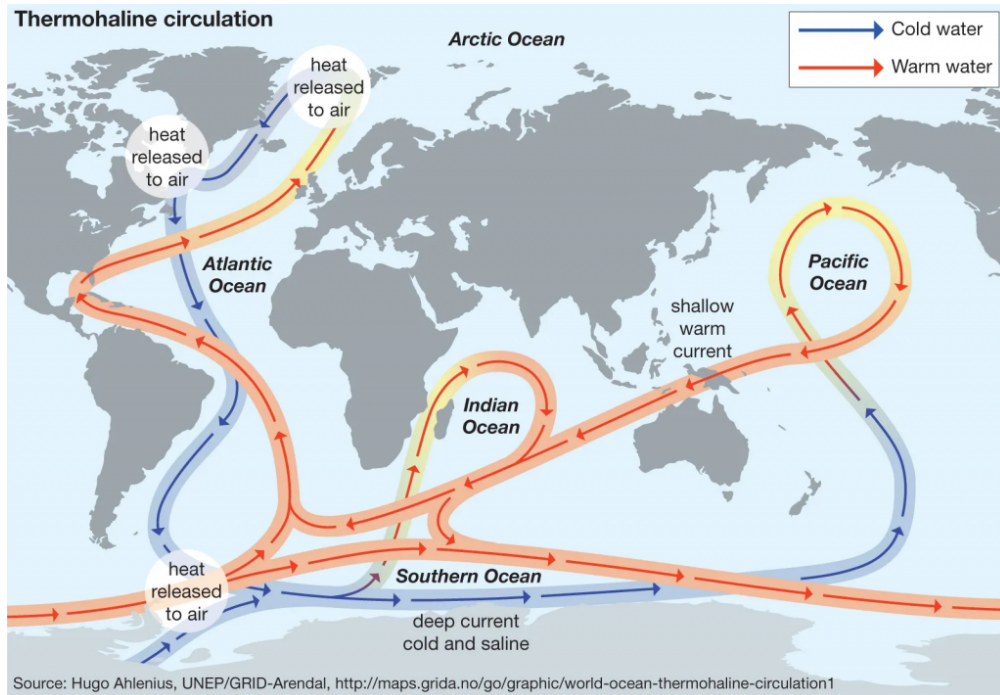 Thermohaline circulation
Arctic Ocean
Cold water
Warm water
heat
released
to air
heat
released
to air
Atlantic
Ocean
Pacific
Ocean
shallow
warm
current
Indian
Ocean
heat
released
to air
Southern Ocean
deep current
cold and saline
Source: Hugo Ahlenius, UNEP/GRID-Arendal, http://maps.grida.no/go/graphic/world-ocean-thermohaline-circulation1